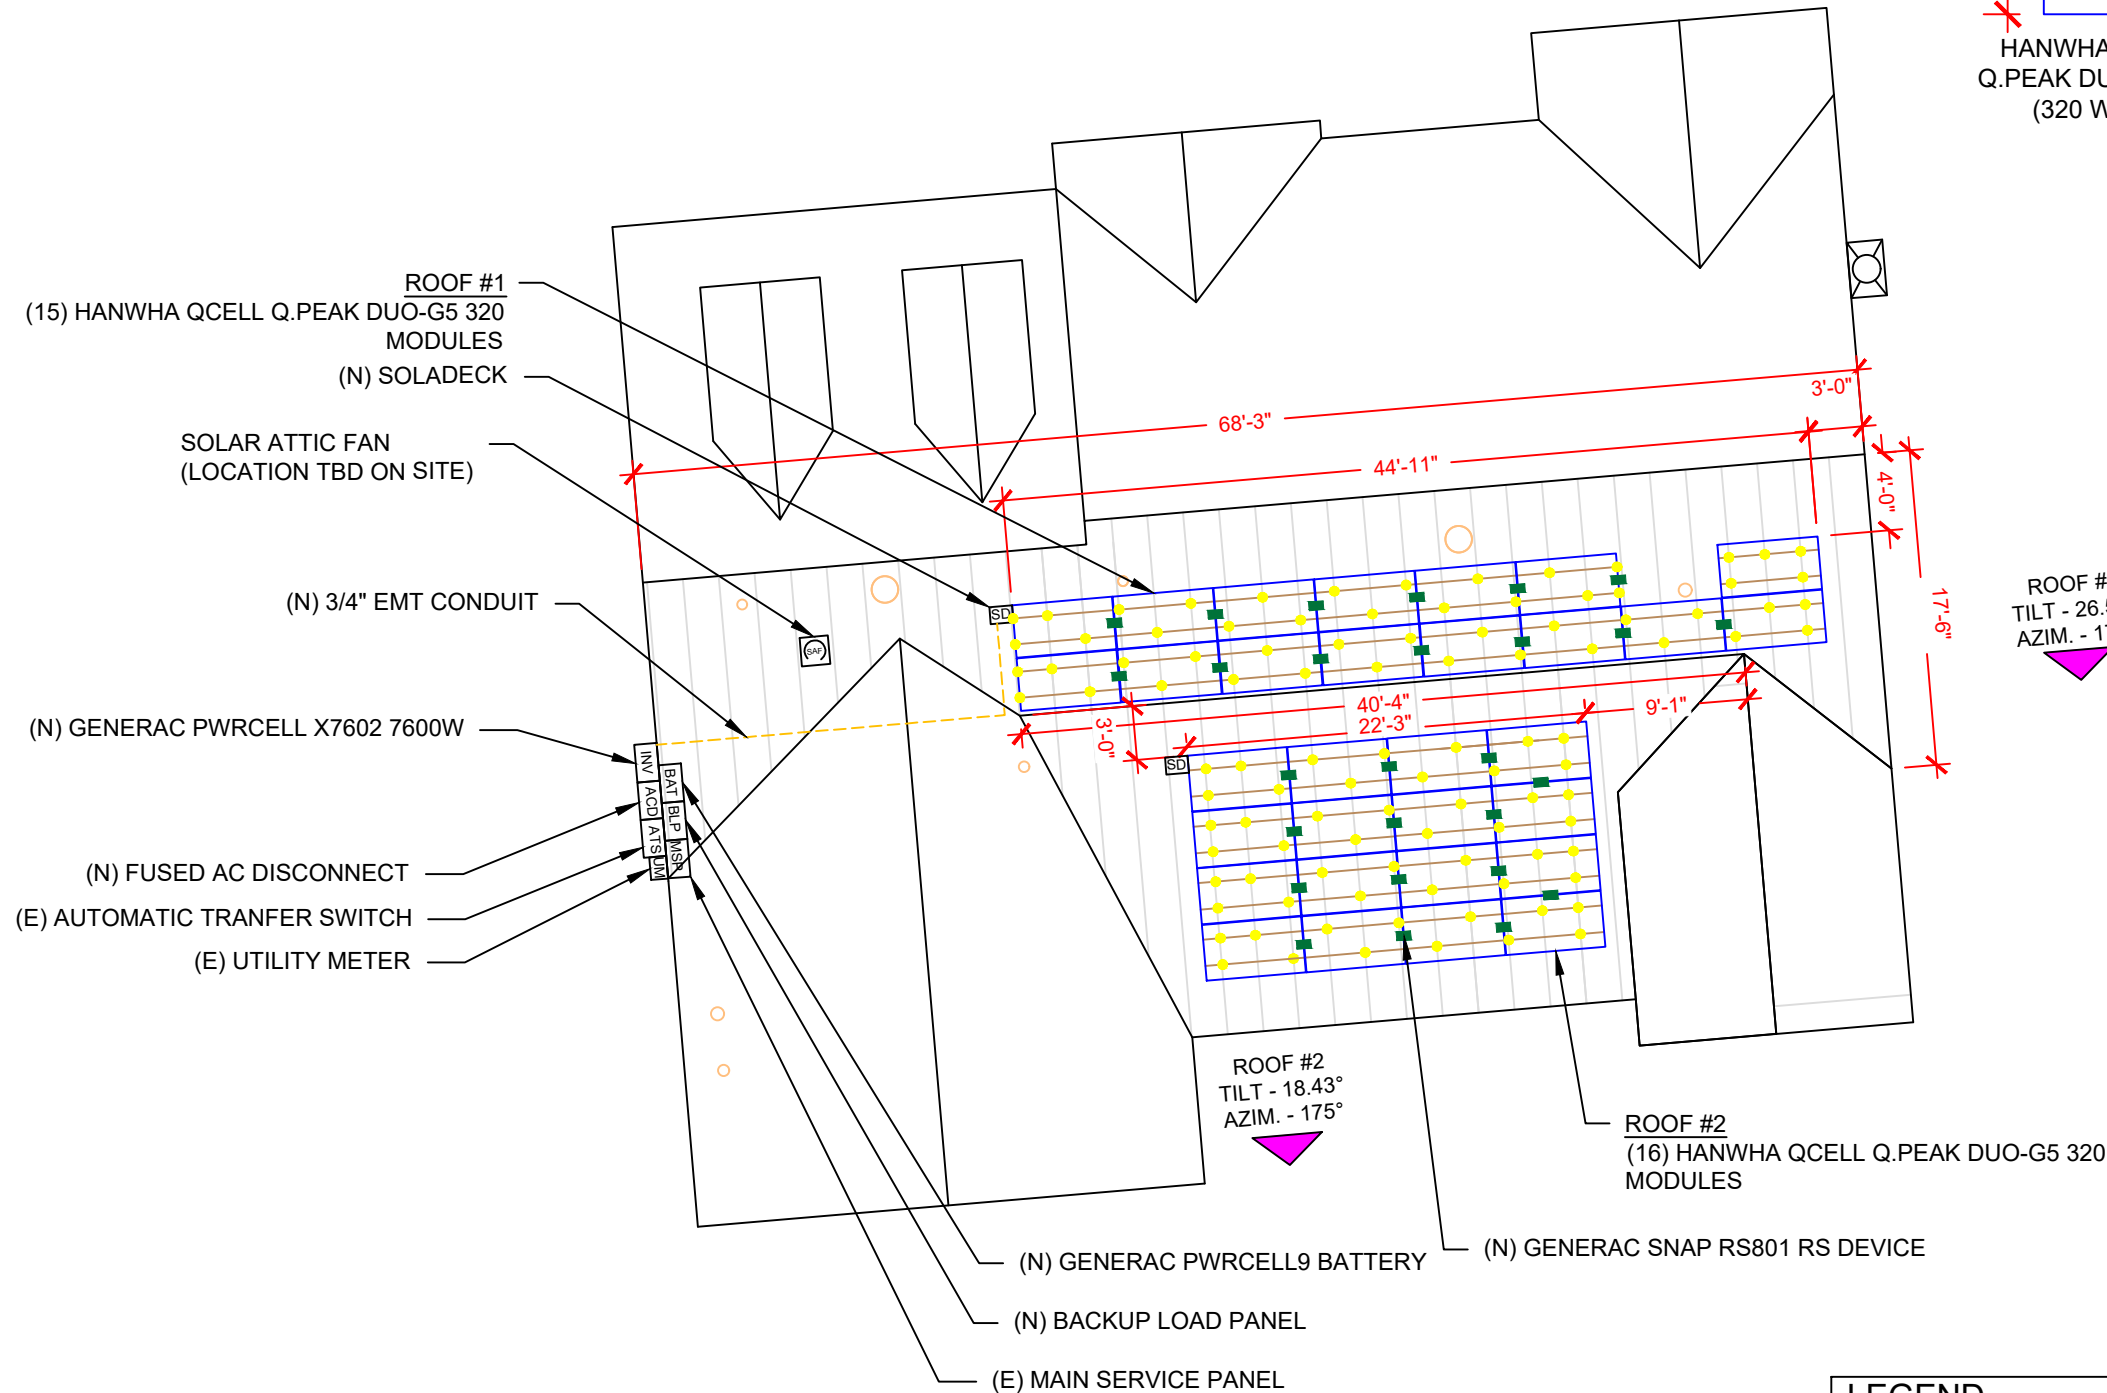 HANWHA
Q.PEAK DU
(320 W
ROOF #1
(15) HANWHA QCELL Q.PEAK DUO-G5 320
MODULES
(N) SOLADECK
SOLAR ATTIC FAN
(LOCATION TBD ON SITE)
(N) 3/4" EMT CONDUIT
(N) GENERAC PWRCELL X7602 7600W
(N) FUSED AC DISCONNECT
(E) AUTOMATIC TRANFER SWITCH
(E) UTILITY METER
68'-3"
3'-0"
44'-11"
4'-0"
17'-6"
SD
SAF
40'-4"
22'-3"
9'-1"
3'-0"
SD
INV
ACD
ATS
UM
BAT
BLP
MSP
ROOF #
TILT - 26.5
AZIM. - 17
ROOF #2
TILT - 18.43°
AZIM. - 175°
ROOF #2
(16) HANWHA QCELL Q.PEAK DUO-G5 320
MODULES
(N) GENERAC SNAP RS801 RS DEVICE
(N) GENERAC PWRCELL9 BATTERY
(N) BACKUP LOAD PANEL
(E) MAIN SERVICE PANEL
LEGEND